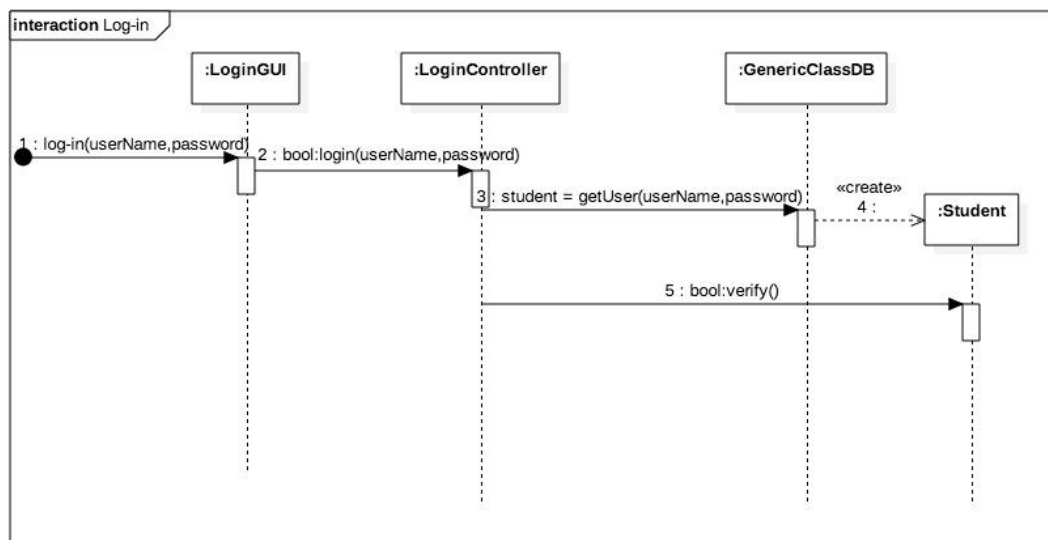 interaction Log-in
:LoginGUI
:LoginController
:GenericClassDB
1 : log-in(userName,password)
2 : bool:login(userName,password)
3 : student = getUser(userName,password)
«create»
4 :
:Student
5 : bool:verify()